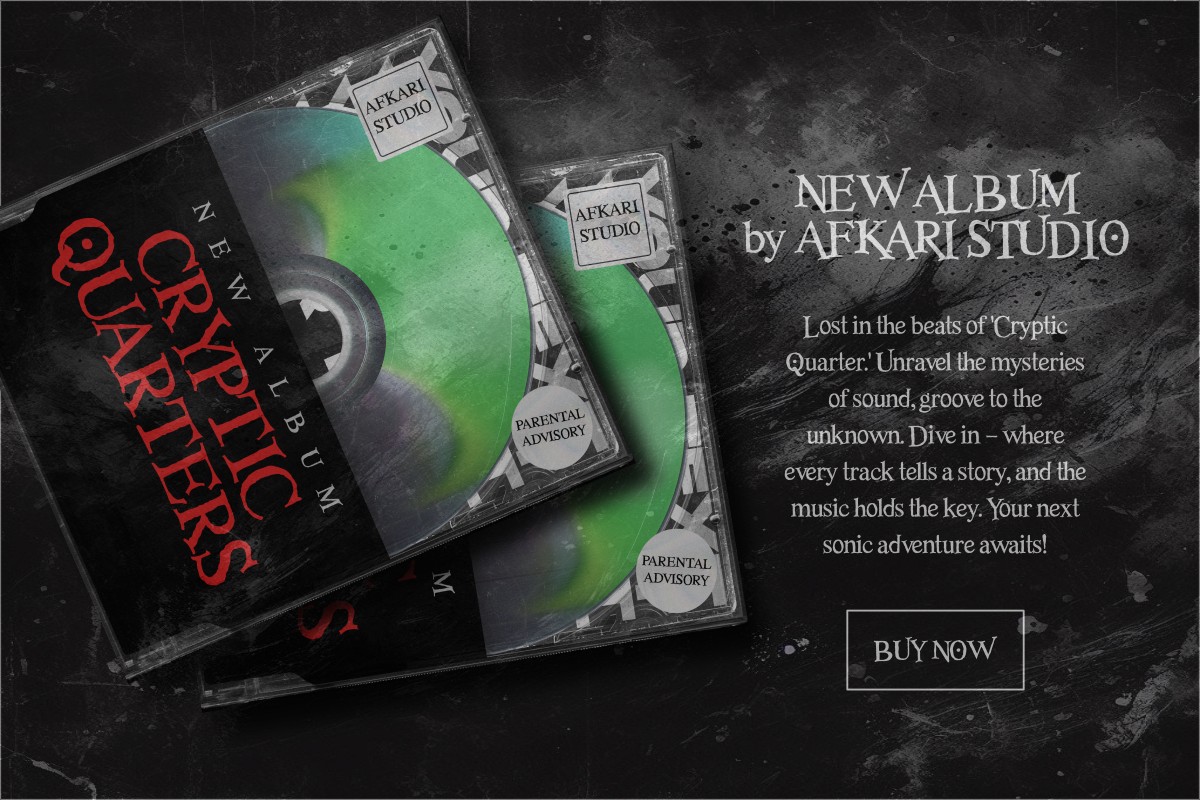 AFKARI
STUDIO
NEW ALBUM
CRYPTIC
QUARTERS
PARENTAL
ADVISORY
AFKARI
STUDIO
M
S
PARENTAL
ADVISORY
NEW ALBUM
by AFKARI STUDIO
Lost in the beats of 'Cryptic
Quarter.' Unravel the mysteries
of sound, groove to the
unknown. Dive in – where
every track tells a story, and the
music holds the key. Your next
sonic adventure awaits!
BUY NOW